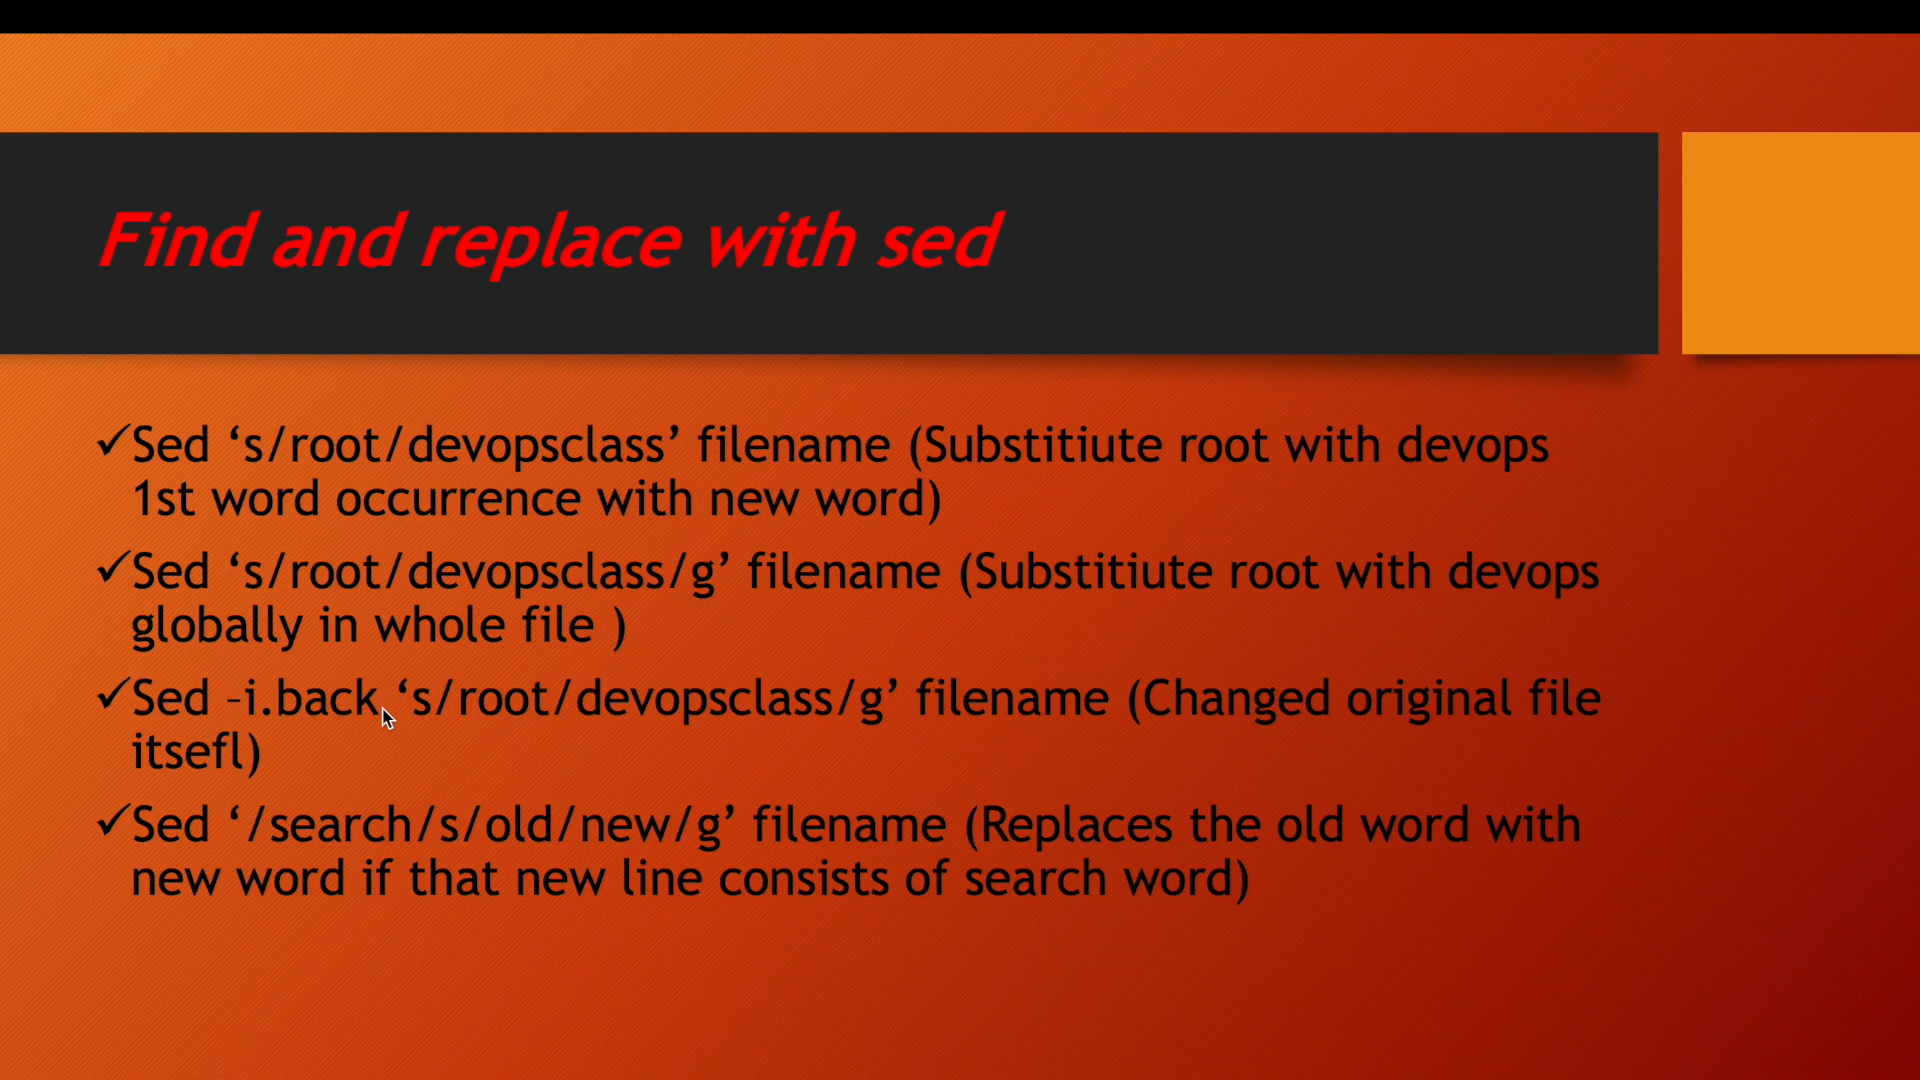 Find and replace with sed
✓Sed ‘s/root/devopsclass’ filename (Substitiute root with devops
1st word occurrence with new word)
✓Sed ‘s/root/devopsclass/g’ filename (Substitiute root with devops
globally in whole file )
✓Sed –i.back ‘s/root/devopsclass/g’ filename (Changed original file
itsefl)
✓Sed ‘/search/s/old/new/g’ filename (Replaces the old word with
new word if that new line consists of search word)